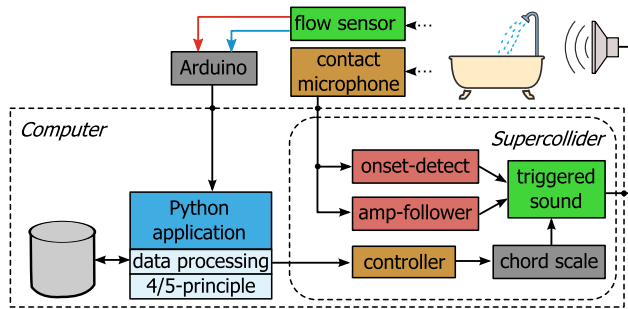 flow sensor
Arduino
contact
microphone
Computer
Supercollider
onset-detect
triggered
sound
amp-follower
Python
application
data processing
4/5-principle
controller
chord scale